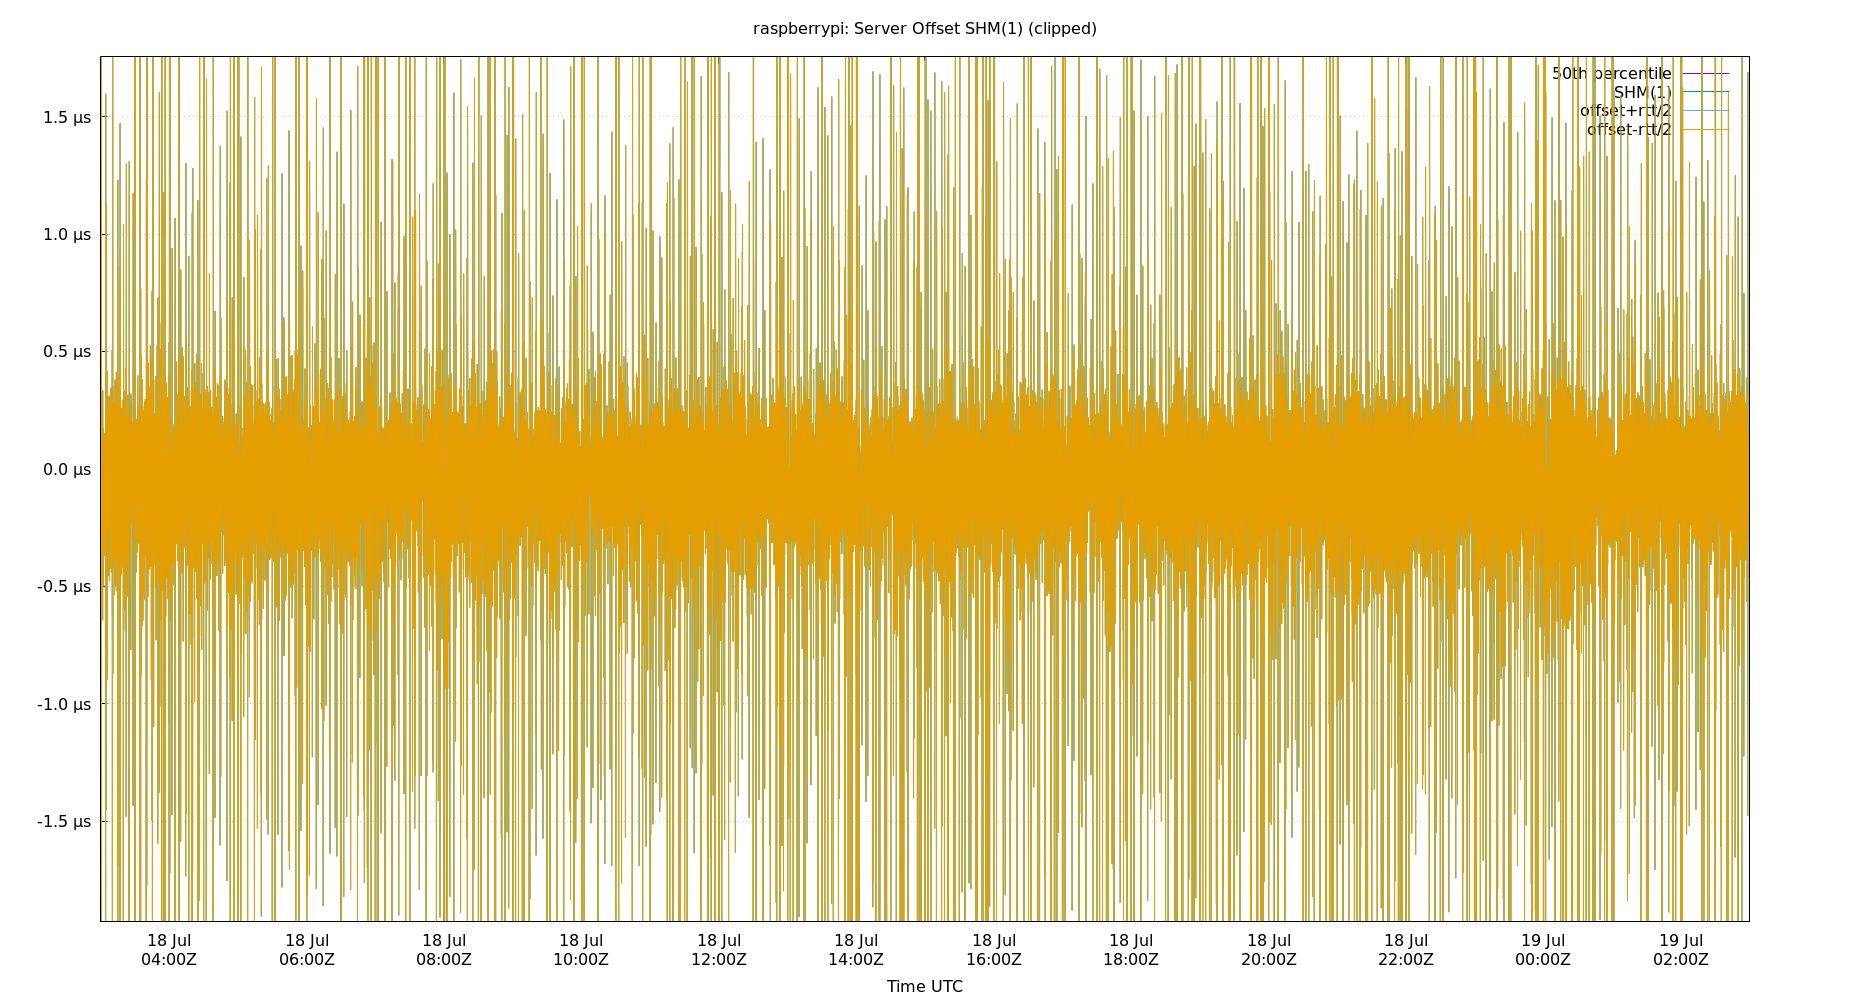 raspberrypi: Server Offset SHM(1) (clipped)
50th percentile
SHM(1)
offset+rtt/2
offset-rtt/2
1.5 µs
1.0 µs
0.5 µs
0.0 µs
-0.5 µs
-1.0 µs
-1.5 µs
18 Jul 18 Jul 18 Jul 18 Jul 18 Jul 18 Jul 18 Jul 18 Jul 18 Jul 18 Jul 19 Jul 19 Jul
04:00Z 06:00Z 08:00Z 10:00Z 12:00Z 14:00Z 16:00Z 18:00Z 20:00Z 22:00Z 00:00Z 02:00Z
Time UTC